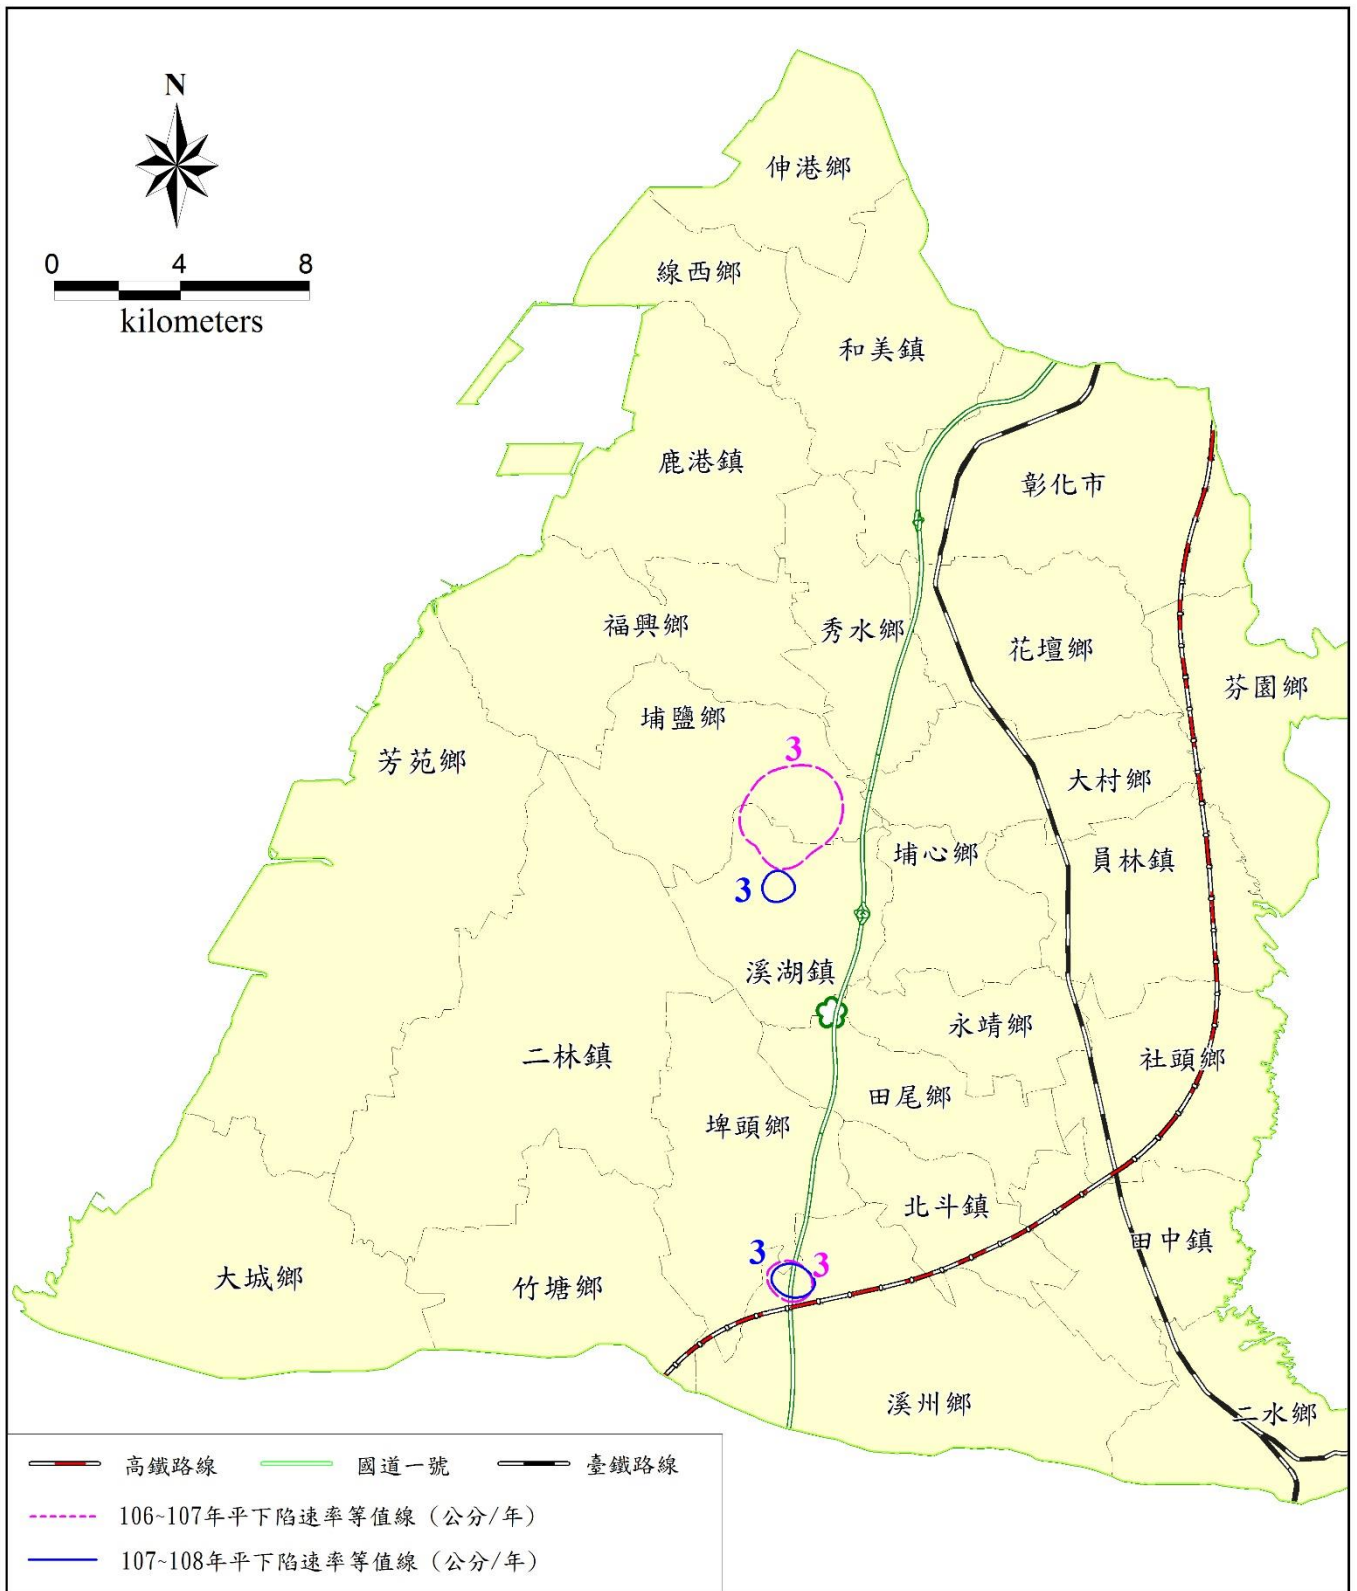 N
伸港鄉
0 4 8
線西鄉
kilometers
和美鎮
鹿港鎮
彰化市
福興鄉
秀水鄉
花壇鄉
芬園鄉
埔鹽鄉
芳苑鄉
3
大村鄉
埔心鄉
員林鎮
3
溪湖鎮
永靖鄉
二林鎮
社頭鄉
田尾鄉
埤頭鄉
北斗鎮
田中鎮
3 3
大城鄉
竹塘鄉
溪州鄉
二水鄉
高鐵路線 國道一號 臺鐵路線
106~107年平下陷速率等值線（公分/年）
107~108年平下陷速率等值線（公分/年）